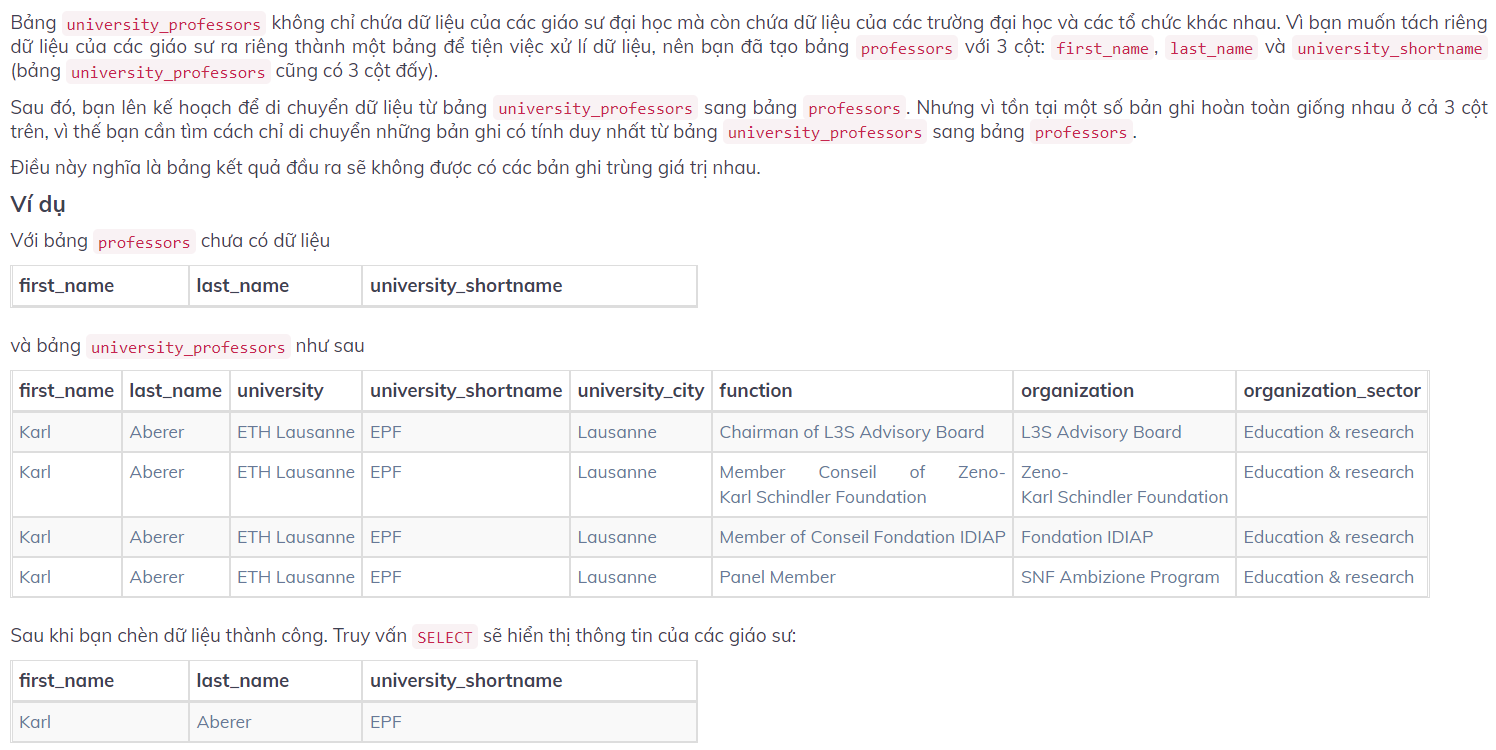 Bảng university_professors không chỉ chứa dữ liệu của các giáo sư đại học mà còn chứa dữ liệu của các trường đại học và các tổ chức khác nhau. Vì bạn muốn tách riêng
dữ liệu của các giáo sư ra riêng thành một bảng để tiện việc xử lí dữ liệu, nên bạn đã tạo bảng professors với 3 cột: first_name, last_name và university_shortname
(bảng university_professors cũng có 3 cột đấy).
Sau đó, bạn lên kế hoạch để di chuyển dữ liệu từ bảng university_professors sang bảng professors. Nhưng vì tồn tại một số bản ghi hoàn toàn giống nhau ở cả 3 cột
trên, vì thế bạn cần tìm cách chỉ di chuyển những bản ghi có tính duy nhất từ bảng university_professors sang bảng professors.
Điều này nghĩa là bảng kết quả đầu ra sẽ không được có các bản ghi trùng giá trị nhau.
Ví dụ
Với bảng professors chưa có dữ liệu
first_name last_name university_shortname
và bảng university_professors như sau
first_name last_name university university_shortname university_city function organization organization_sector
Karl Aberer ETH Lausanne EPF Lausanne Chairman of L3S Advisory Board L3S Advisory Board Education & research
Karl Aberer ETH Lausanne EPF Lausanne Member Conseil of Zeno- Zeno- Education & research
Karl Schindler Foundation Karl Schindler Foundation
Karl Aberer ETH Lausanne EPF Lausanne Member of Conseil Fondation IDIAP Fondation IDIAP Education & research
Karl Aberer ETH Lausanne EPF Lausanne Panel Member SNF Ambizione Program Education & research
Sau khi bạn chèn dữ liệu thành công. Truy vấn SELECT sẽ hiển thị thông tin của các giáo sư:
first_name last_name university_shortname
Karl Aberer EPF